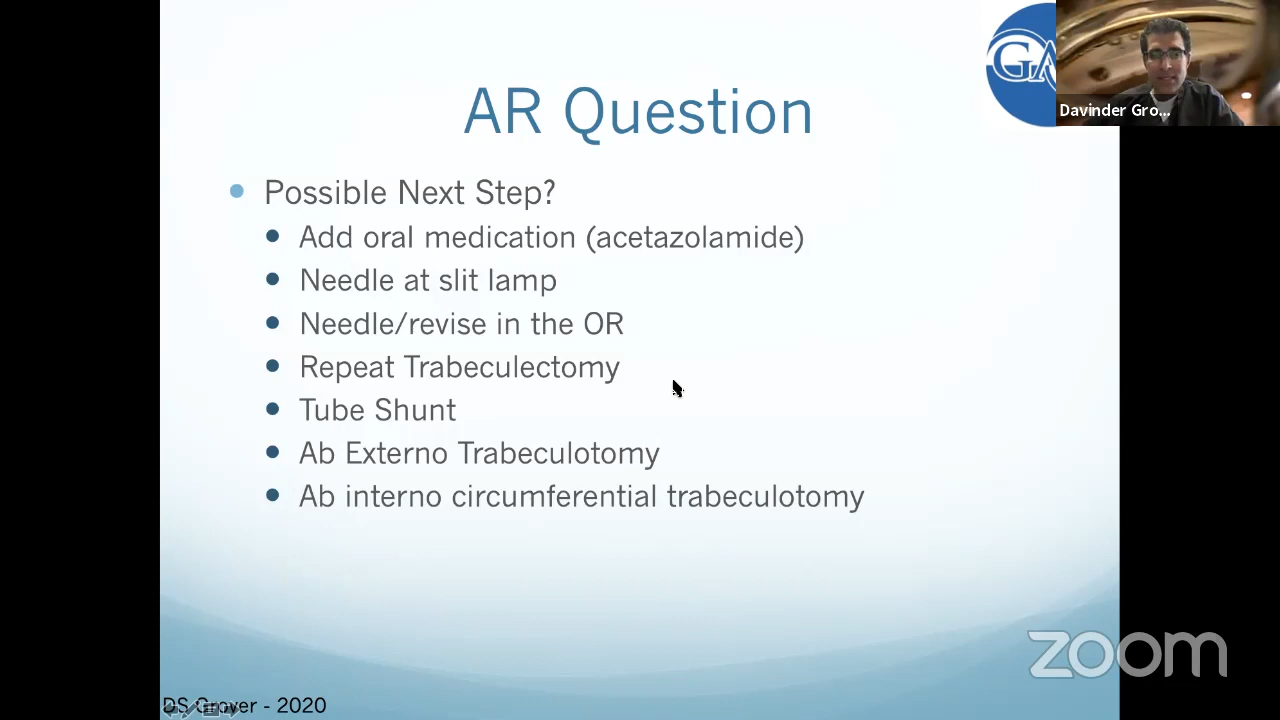 GA
Davinder Gro...
AR Question
Possible Next Step?
Add oral medication (acetazolamide)
Needle at slit lamp
Needle/revise in the OR
Repeat Trabeculectomy
Tube Shunt
Ab Externo Trabeculotomy
Ab interno circumferential trabeculotomy
zoom
DS Grover - 2020